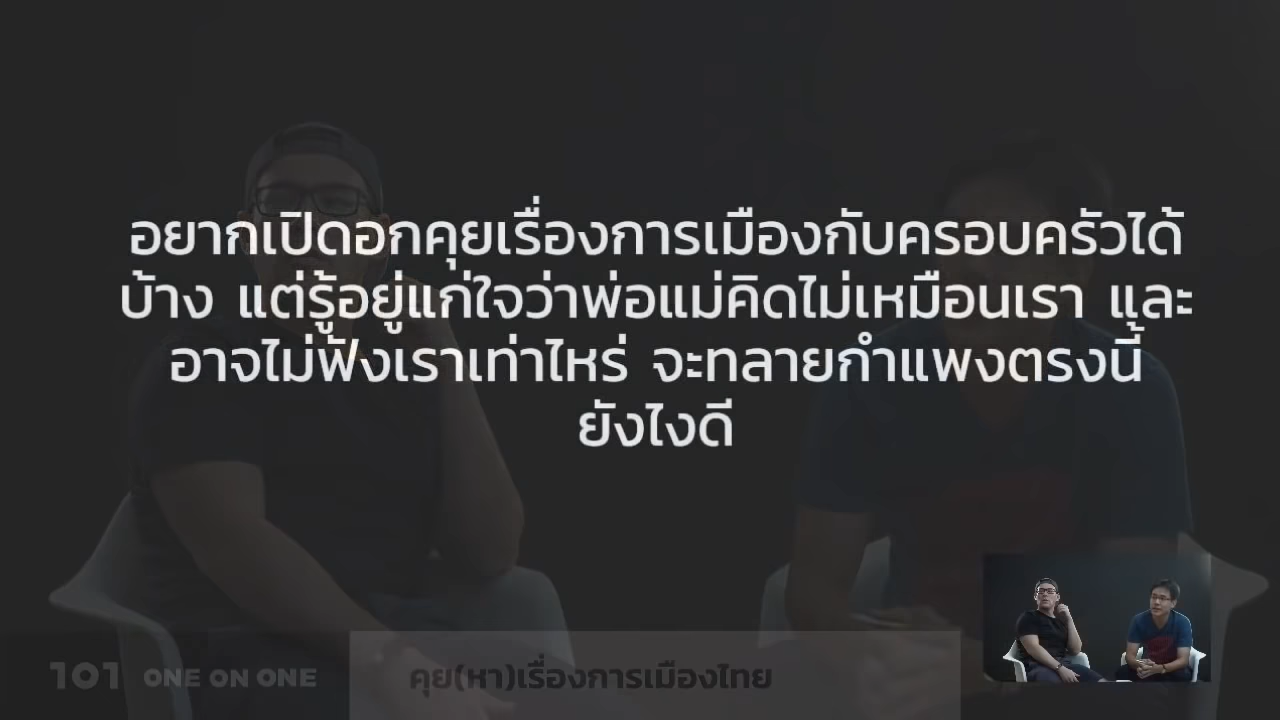 อยากเปิดอกคุยเรื่องการเมืองกับครอบครัวได้
บ้าง แต่รู้อยู่แก่ใจว่าพ่อแม่คิดไม่เหมือนเรา และ
อาจไม่ฟังเราเท่าไหร่ จะทลายกำแพงตรงนี้
ยังไงดี
101 ONE ON ONE
คุย(หา)เรื่องการเมืองไทย